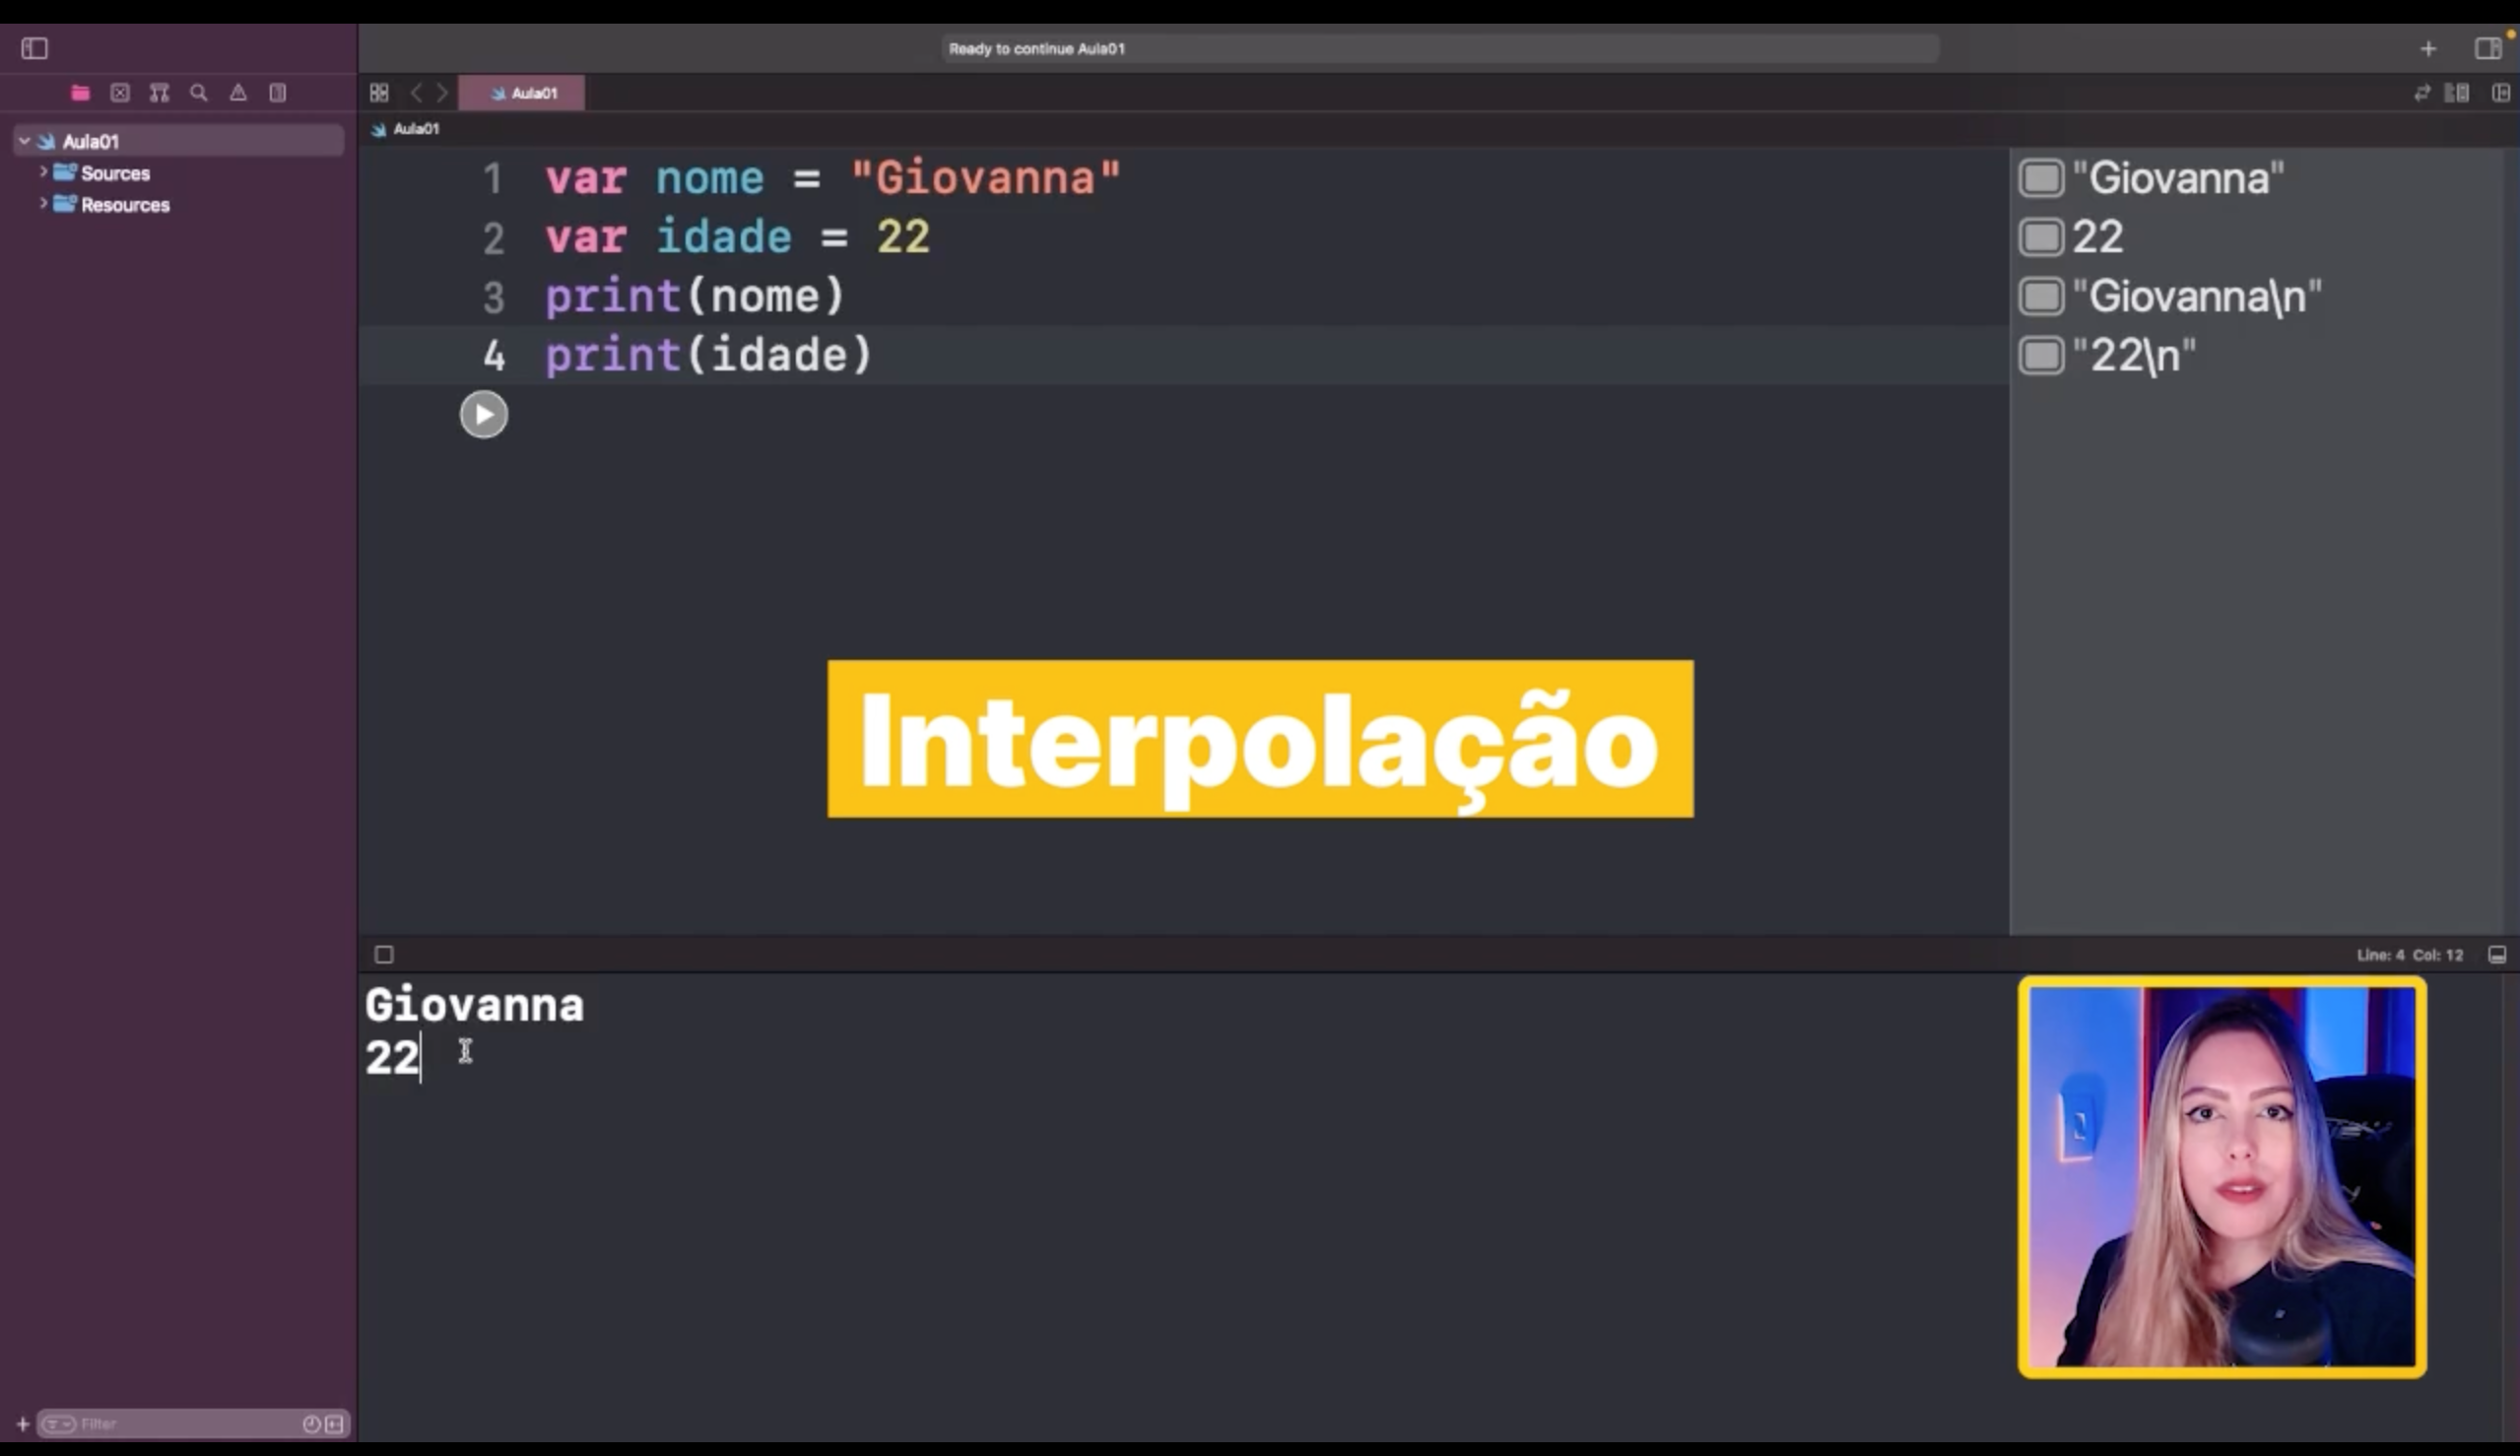 Ready to continue Aula01
Aula01
Aula01
Aula01
Sources
Resources
1 var nome = "Giovanna"
2 var idade = 22
3 print(nome)
4 print(idade)
"Giovanna"
22
"Giovanna\n"
"22\n"
Interpolação
Line: 4 Col: 12
Giovanna
22
Filter